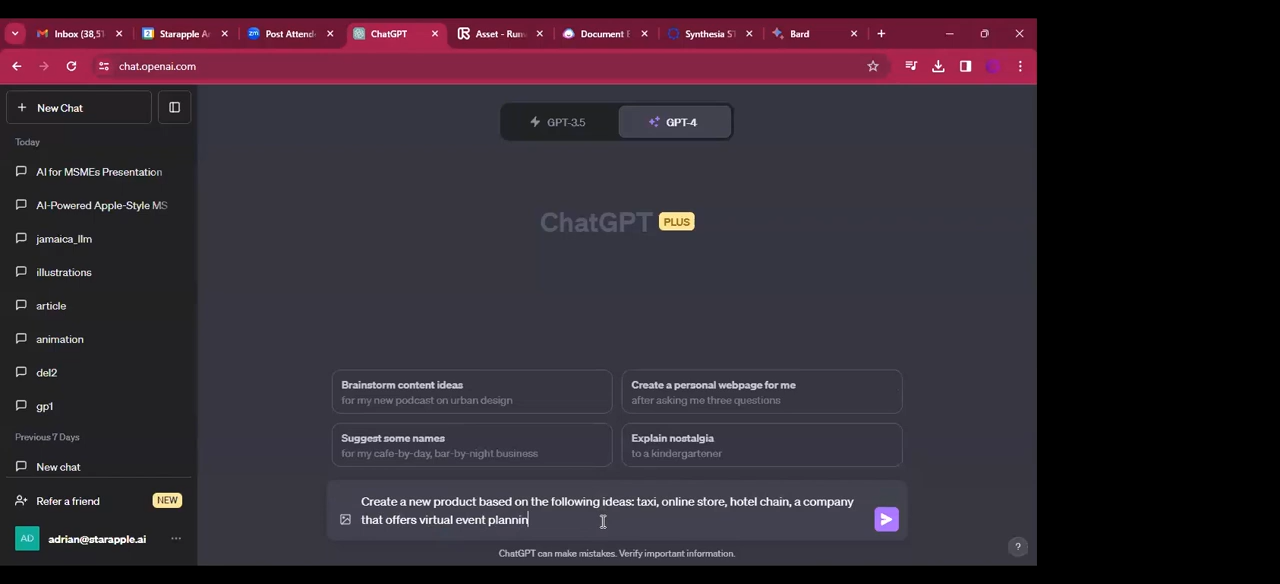 Inbox (38,51
Starapple A
Post Attend
ChatGPT
Asset - Run
Document E
Synthesia ST
Bard
chat.openai.com
New Chat
GPT-3.5
GPT-4
Today
AI for MSMEs Presentation
AI-Powered Apple-Style MS
jamaica_llm
illustrations
article
animation
del2
gp1
Previous 7 Days
New chat
Refer a friend NEW
AD adrian@starapple.ai
ChatGPT PLUS
Brainstorm content ideas
for my new podcast on urban design
Create a personal webpage for me
after asking me three questions
Suggest some names
for my cafe-by-day, bar-by-night business
Explain nostalgia
to a kindergartener
Create a new product based on the following ideas: taxi, online store, hotel chain, a company
that offers virtual event plannin
ChatGPT can make mistakes. Verify important information.
?